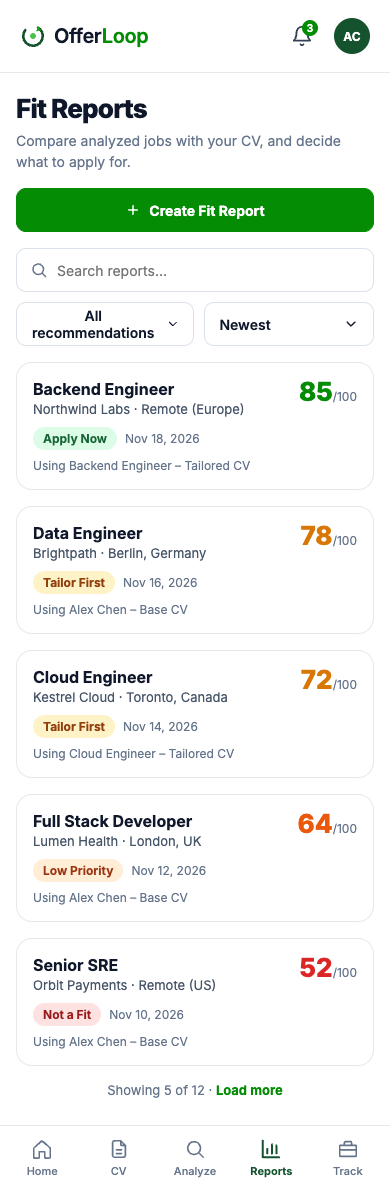 OfferLoop
3
AC
Fit Reports
Compare analyzed jobs with your CV, and decide
what to apply for.
+ Create Fit Report
Search reports...
All
recommendations
Newest
Backend Engineer
85/100
Northwind Labs · Remote (Europe)
Apply Now Nov 18, 2026
Using Backend Engineer – Tailored CV
Data Engineer
78/100
Brightpath · Berlin, Germany
Tailor First Nov 16, 2026
Using Alex Chen – Base CV
Cloud Engineer
72/100
Kestrel Cloud · Toronto, Canada
Tailor First Nov 14, 2026
Using Cloud Engineer – Tailored CV
Full Stack Developer
64/100
Lumen Health · London, UK
Low Priority Nov 12, 2026
Using Alex Chen – Base CV
Senior SRE
52/100
Orbit Payments · Remote (US)
Not a Fit Nov 10, 2026
Using Alex Chen – Base CV
Showing 5 of 12 · Load more
Home CV Analyze Reports Track